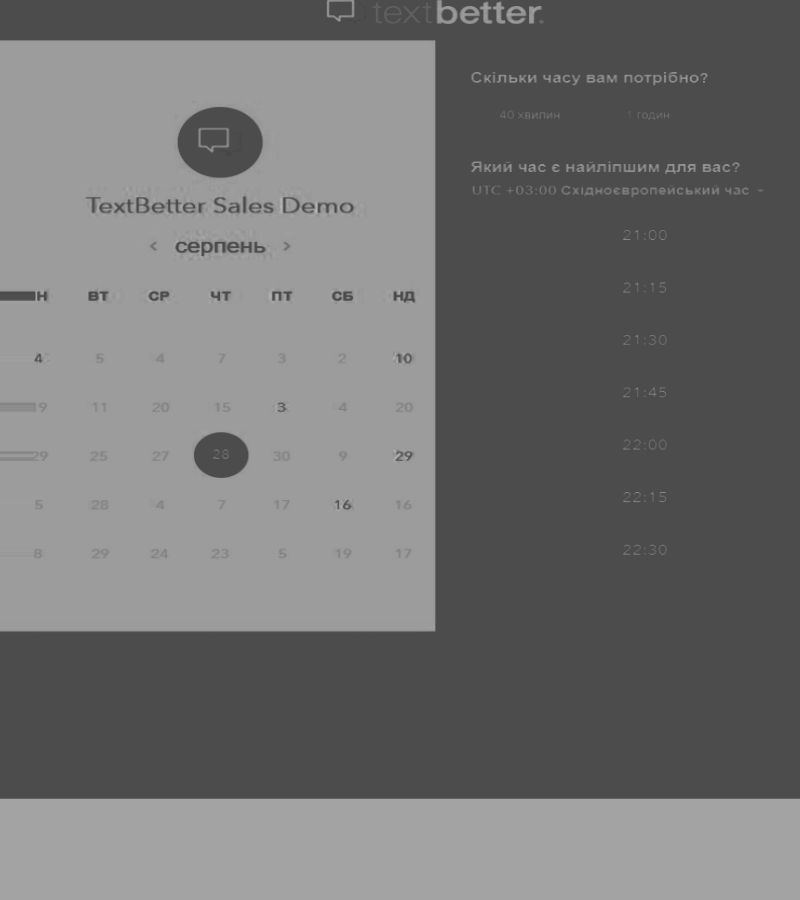 textbetter.
TextBetter Sales Demo
< серпень >
Н ВТ СР ЧТ ПТ СБ НД
4 5 4 7 3 2 10
9 11 20 15 3 4 20
29 25 27 28 30 9 29
5 28 4 7 17 16 16
8 29 24 23 5 19 17
Скільки часу вам потрібно?
40 хвилин 1 годин
Який час є найліпшим для вас?
UTC +03:00 Східноєвропейський час
21:00
21:15
21:30
21:45
22:00
22:15
22:30